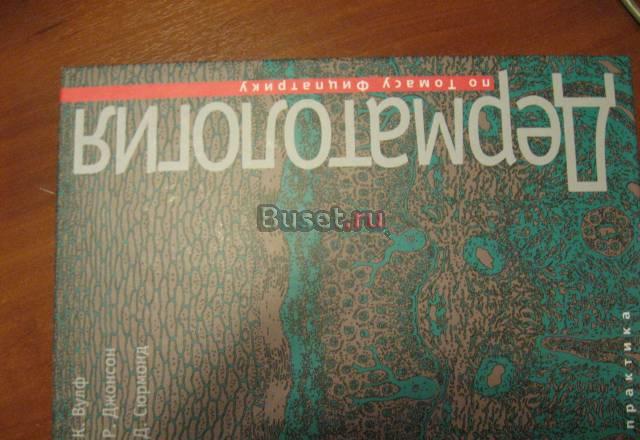 Дерматология
по Томасу Фицпатрику
К. Вулф
Р. Джонсон
Д. Сюрмонд
практика
Buset.ru